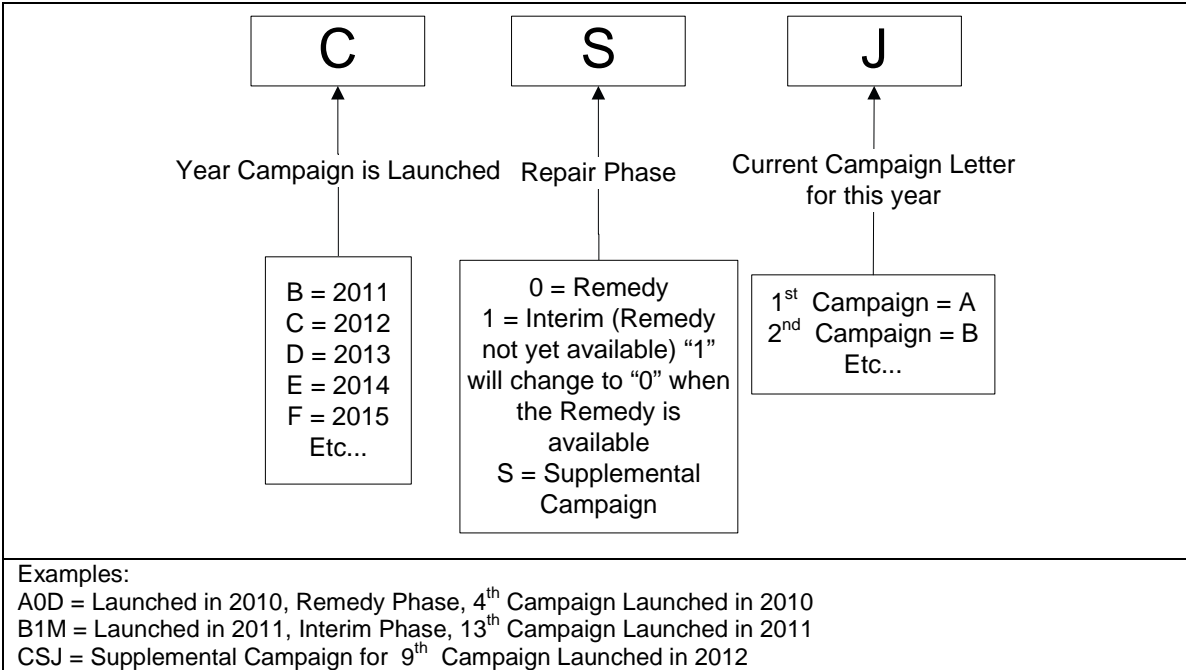 C
S
J
Year Campaign is Launched
Repair Phase
Current Campaign Letter
for this year
B = 2011
C = 2012
D = 2013
E = 2014
F = 2015
Etc...
0 = Remedy
1 = Interim (Remedy
not yet available) “1”
will change to “0” when
the Remedy is
available
S = Supplemental
Campaign
1st Campaign = A
2nd Campaign = B
Etc...
Examples:
A0D = Launched in 2010, Remedy Phase, 4th Campaign Launched in 2010
B1M = Launched in 2011, Interim Phase, 13th Campaign Launched in 2011
CSJ = Supplemental Campaign for 9th Campaign Launched in 2012